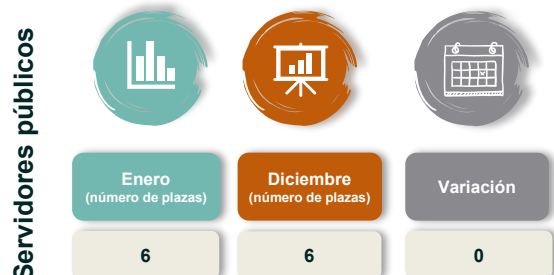 Servidores públicos
Enero
(número de plazas)
Diciembre
(número de plazas)
Variación
6
6
0